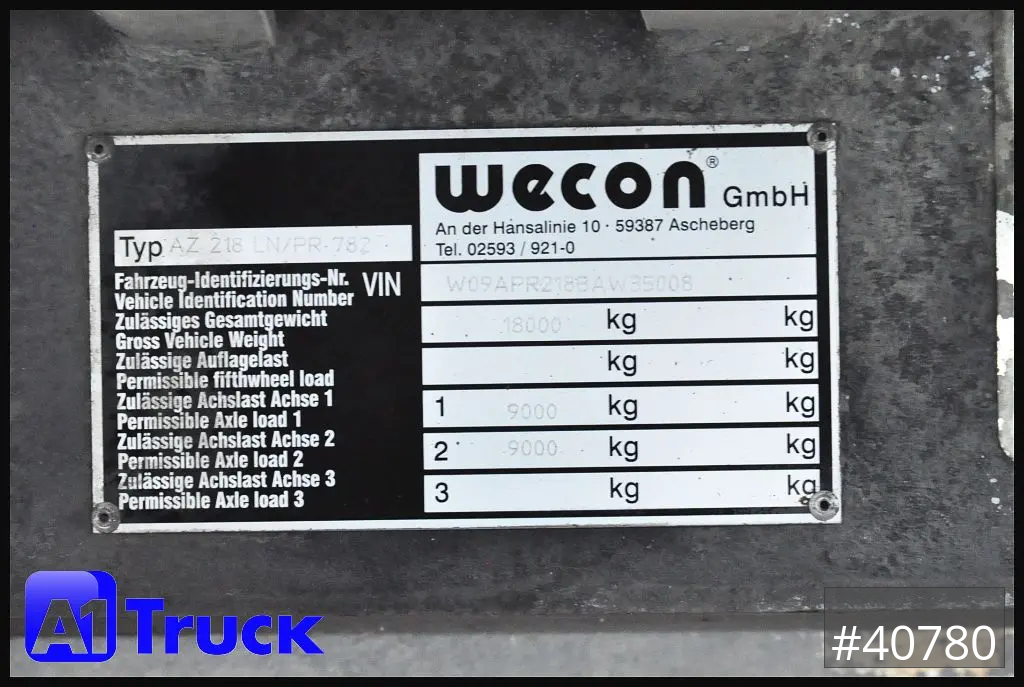 wecon® GmbH
An der Hansalinie 10 · 59387 Ascheberg
Tel. 02593 / 921-0
Typ AZ 218 LN/PR 782
Fahrzeug-Identifizierungs-Nr. VIN W09APR218BAW35008
Vehicle Identification Number
Zulässiges Gesamtgewicht 18000 kg kg
Gross Vehicle Weight
Zulässige Auflagelast kg kg
Permissible fifthwheel load
Zulässige Achslast Achse 1 1 9000 kg kg
Permissible Axle load 1
Zulässige Achslast Achse 2 2 9000 kg kg
Permissible Axle load 2
Zulässige Achslast Achse 3 3 kg kg
Permissible Axle load 3
A1 Truck
#40780